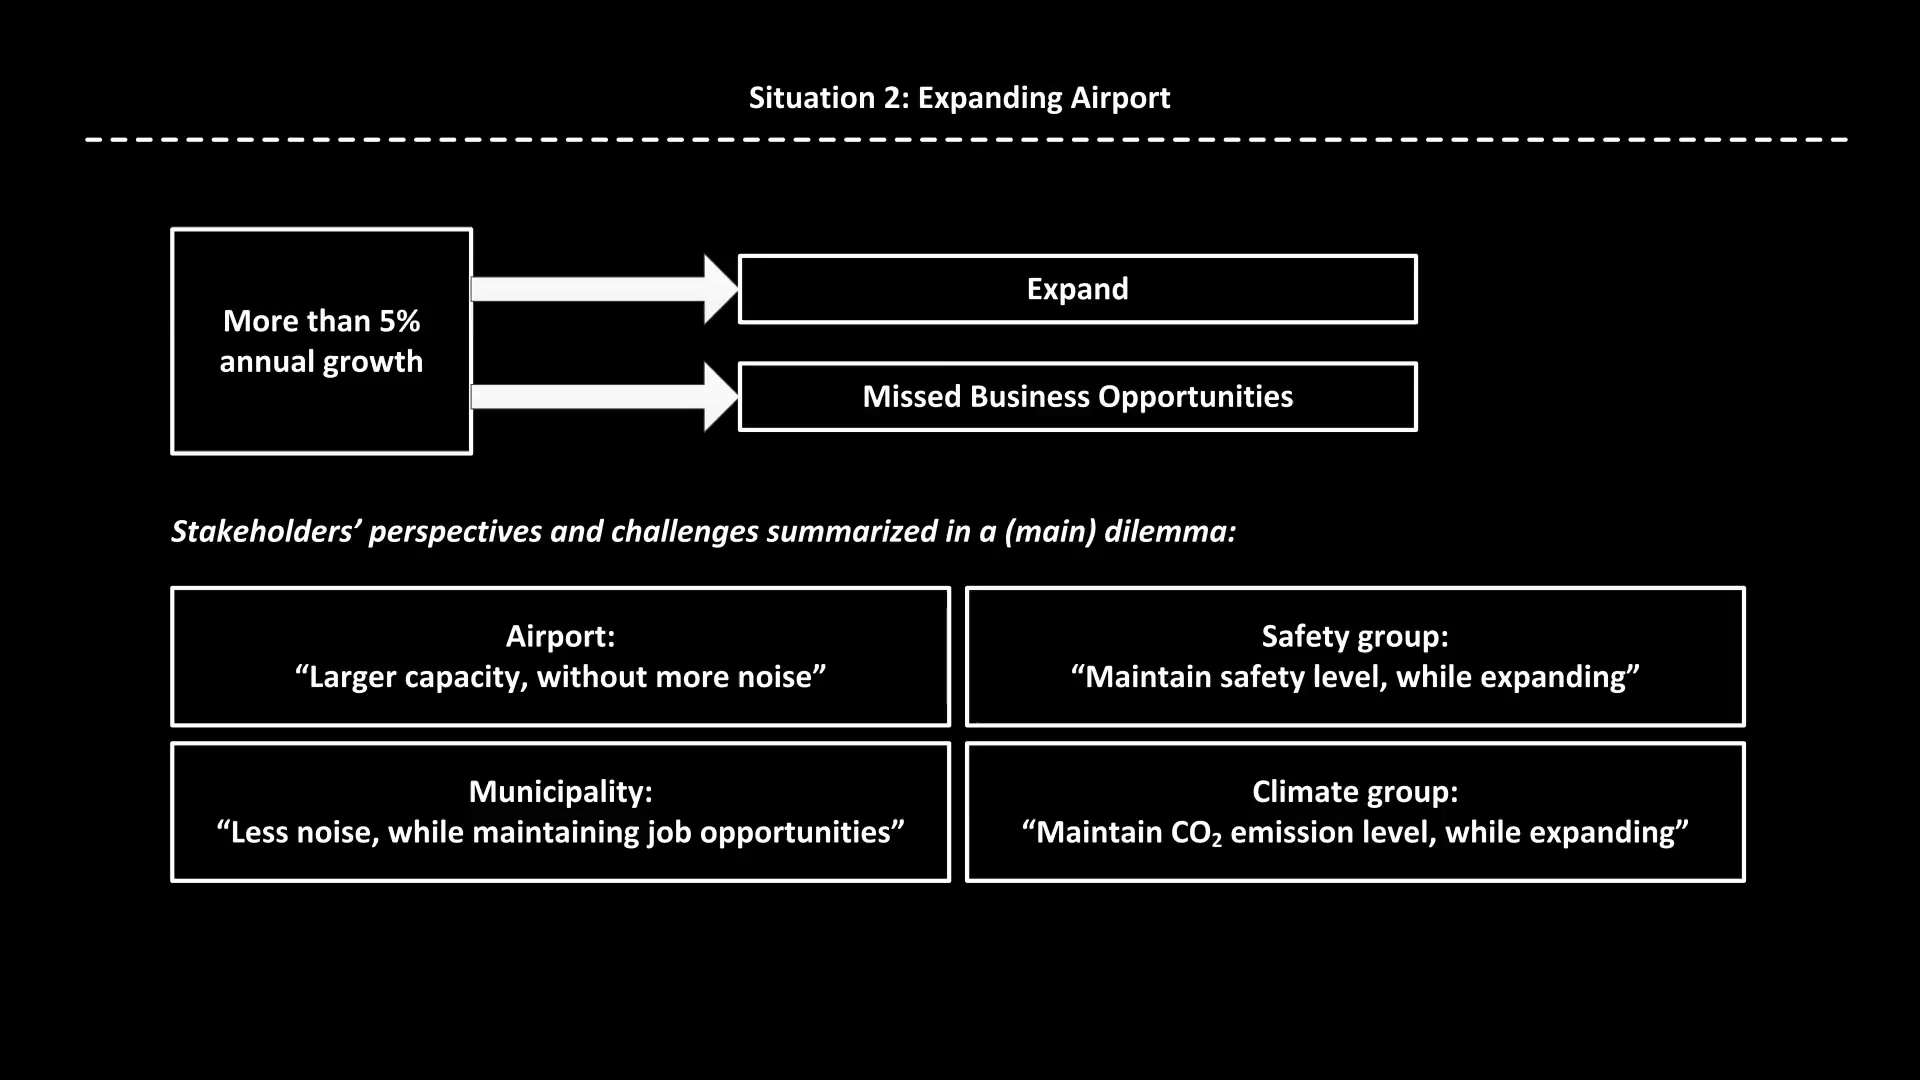 Situation 2: Expanding Airport
More than 5%
annual growth
Expand
Missed Business Opportunities
Stakeholders’ perspectives and challenges summarized in a (main) dilemma:
Airport:
“Larger capacity, without more noise”
Safety group:
“Maintain safety level, while expanding”
Municipality:
“Less noise, while maintaining job opportunities”
Climate group:
“Maintain CO₂ emission level, while expanding”